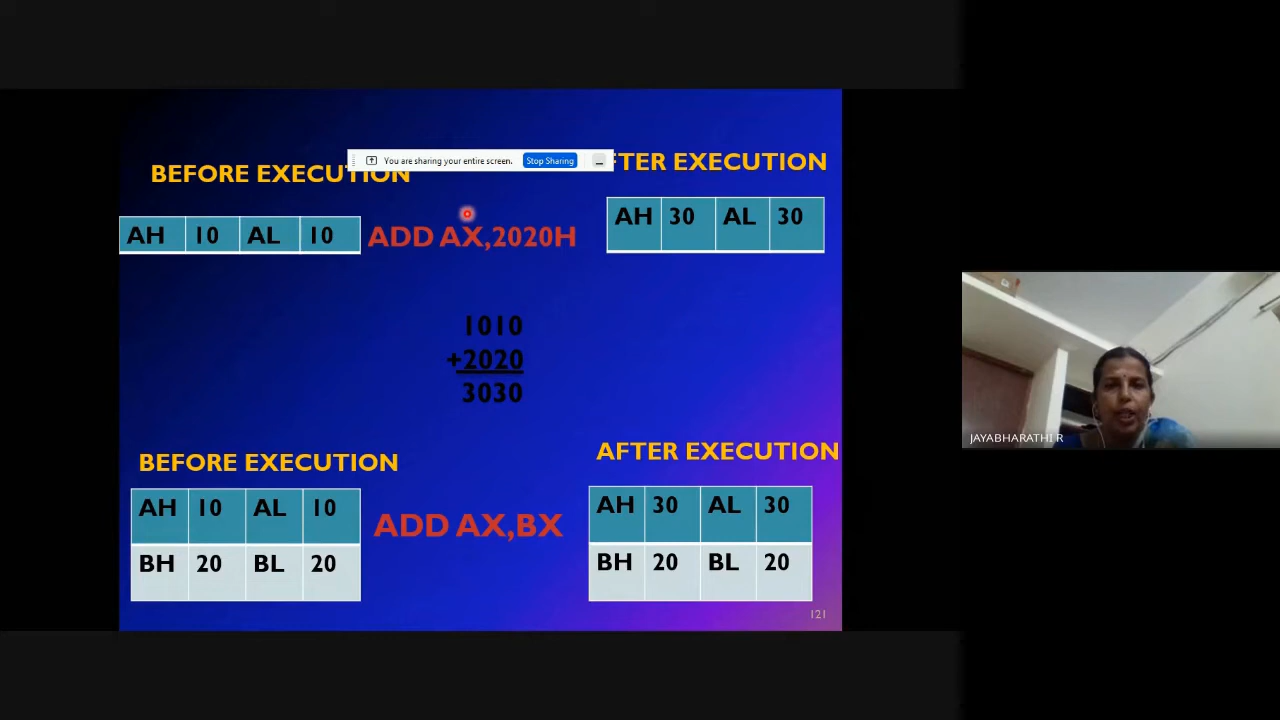 You are sharing your entire screen. Stop Sharing
BEFORE EXECUTION
TER EXECUTION
AH 10 AL 10
ADD AX,2020H
AH 30 AL 30
1010
+2020
3030
BEFORE EXECUTION
AFTER EXECUTION
AH 10 AL 10
BH 20 BL 20
ADD AX,BX
AH 30 AL 30
BH 20 BL 20
121
JAYABHARATHI R